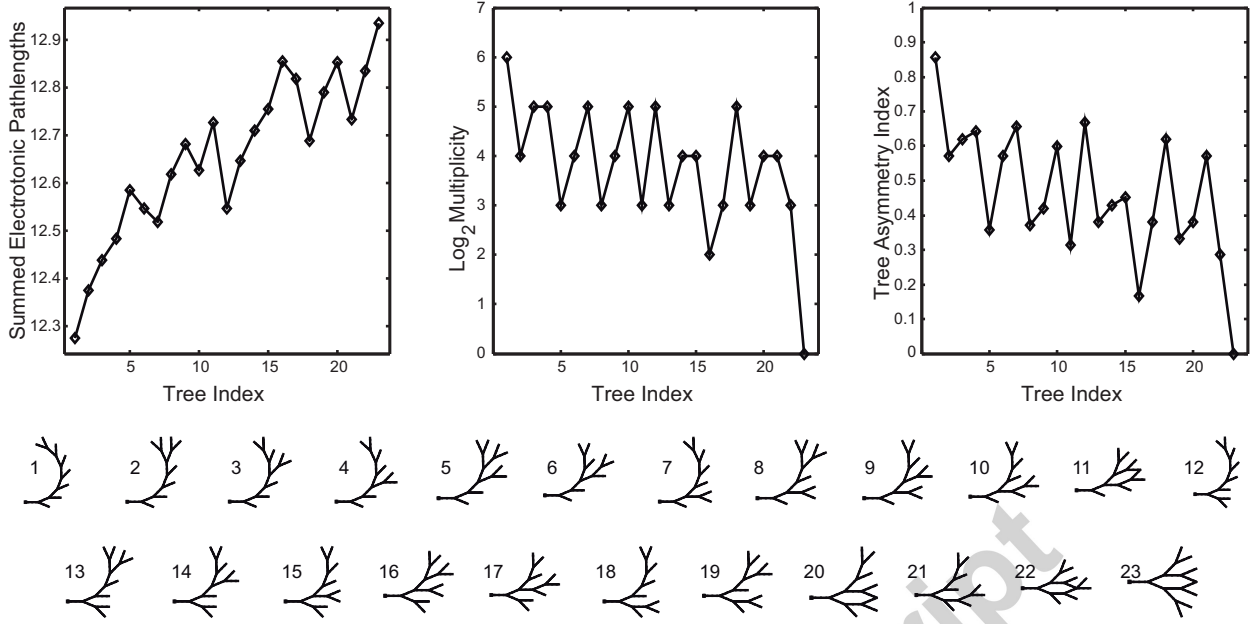 12.9
12.8
12.7
12.6
12.5
12.4
12.3
Summed Electrotonic Pathlengths
5 10 15 20
Tree Index
7
6
5
4
3
2
1
0
Log2 Multiplicity
5 10 15 20
Tree Index
1
0.9
0.8
0.7
0.6
0.5
0.4
0.3
0.2
0.1
0
Tree Asymmetry Index
5 10 15 20
Tree Index
1 2 3 4 5 6 7 8 9 10 11 12
13 14 15 16 17 18 19 20 21 22 23
ript